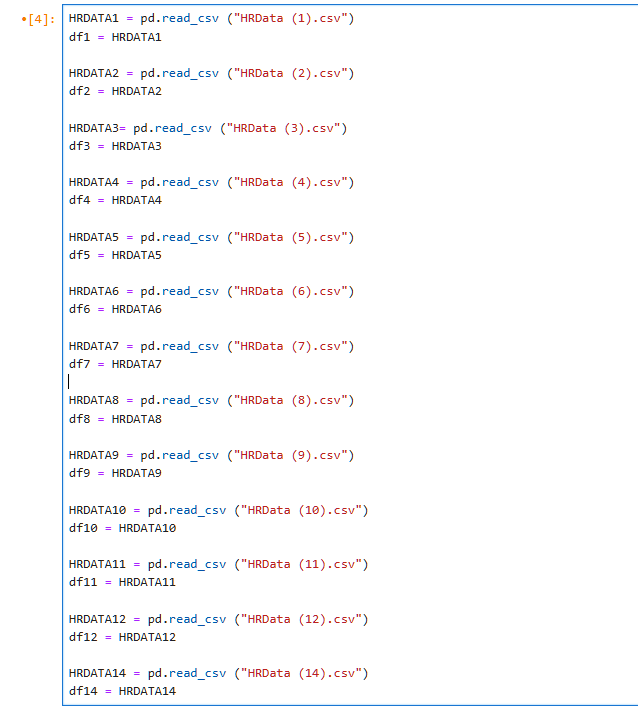 •[4]:
HRDATA1 = pd.read_csv ("HRData (1).csv")
df1 = HRDATA1
HRDATA2 = pd.read_csv ("HRData (2).csv")
df2 = HRDATA2
HRDATA3= pd.read_csv ("HRData (3).csv")
df3 = HRDATA3
HRDATA4 = pd.read_csv ("HRData (4).csv")
df4 = HRDATA4
HRDATA5 = pd.read_csv ("HRData (5).csv")
df5 = HRDATA5
HRDATA6 = pd.read_csv ("HRData (6).csv")
df6 = HRDATA6
HRDATA7 = pd.read_csv ("HRData (7).csv")
df7 = HRDATA7
HRDATA8 = pd.read_csv ("HRData (8).csv")
df8 = HRDATA8
HRDATA9 = pd.read_csv ("HRData (9).csv")
df9 = HRDATA9
HRDATA10 = pd.read_csv ("HRData (10).csv")
df10 = HRDATA10
HRDATA11 = pd.read_csv ("HRData (11).csv")
df11 = HRDATA11
HRDATA12 = pd.read_csv ("HRData (12).csv")
df12 = HRDATA12
HRDATA14 = pd.read_csv ("HRData (14).csv")
df14 = HRDATA14